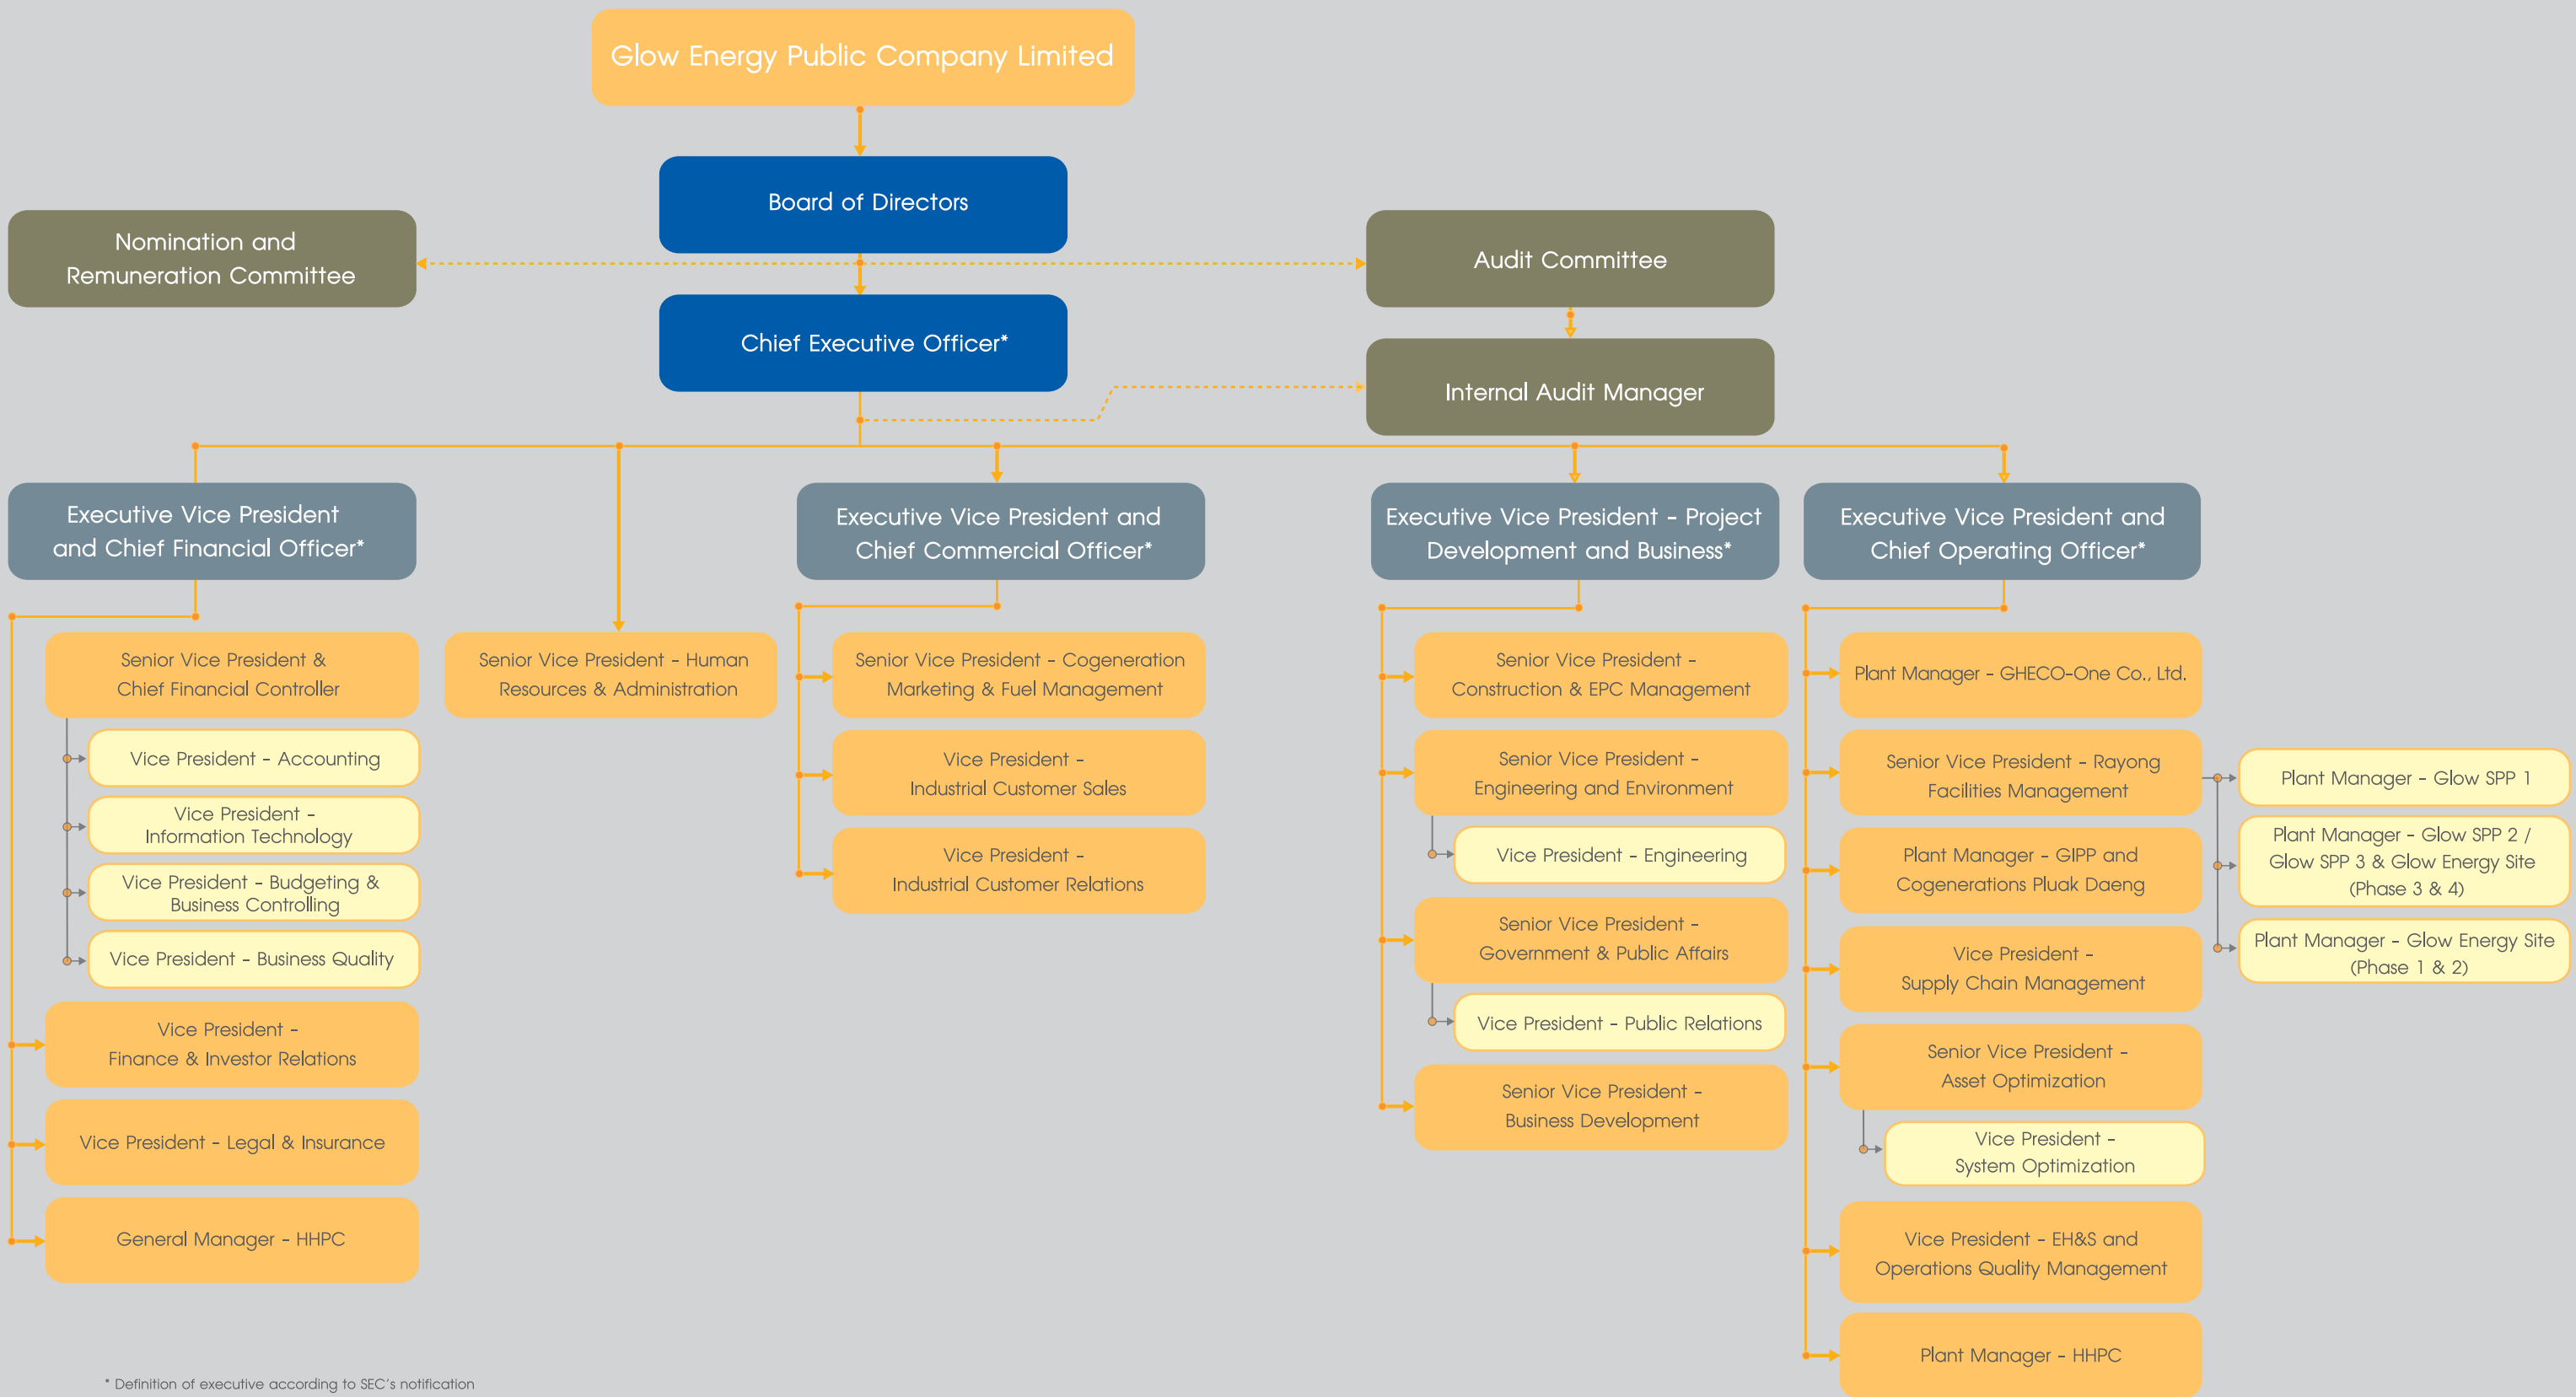 Glow Energy Public Company Limited
Board of Directors
Nomination and
Remuneration Committee
Audit Committee
Chief Executive Officer*
Internal Audit Manager
Executive Vice President
and Chief Financial Officer*
Executive Vice President and
Chief Commercial Officer*
Executive Vice President - Project
Development and Business*
Executive Vice President and
Chief Operating Officer*
Senior Vice President &
Chief Financial Controller
Vice President - Accounting
Vice President -
Information Technology
Vice President - Budgeting &
Business Controlling
Vice President - Business Quality
Vice President -
Finance & Investor Relations
Vice President - Legal & Insurance
General Manager - HHPC
Senior Vice President - Human
Resources & Administration
Senior Vice President - Cogeneration
Marketing & Fuel Management
Vice President -
Industrial Customer Sales
Vice President -
Industrial Customer Relations
Senior Vice President -
Construction & EPC Management
Senior Vice President -
Engineering and Environment
Vice President - Engineering
Senior Vice President -
Government & Public Affairs
Vice President - Public Relations
Senior Vice President -
Business Development
Plant Manager - GHECO-One Co., Ltd.
Senior Vice President - Rayong
Facilities Management
Plant Manager - Glow SPP 1
Plant Manager - Glow SPP 2 /
Glow SPP 3 & Glow Energy Site
(Phase 3 & 4)
Plant Manager - Glow Energy Site
(Phase 1 & 2)
Plant Manager - GIPP and
Cogenerations Pluak Daeng
Vice President -
Supply Chain Management
Senior Vice President -
Asset Optimization
Vice President -
System Optimization
Vice President - EH&S and
Operations Quality Management
Plant Manager - HHPC
* Definition of executive according to SEC's notification